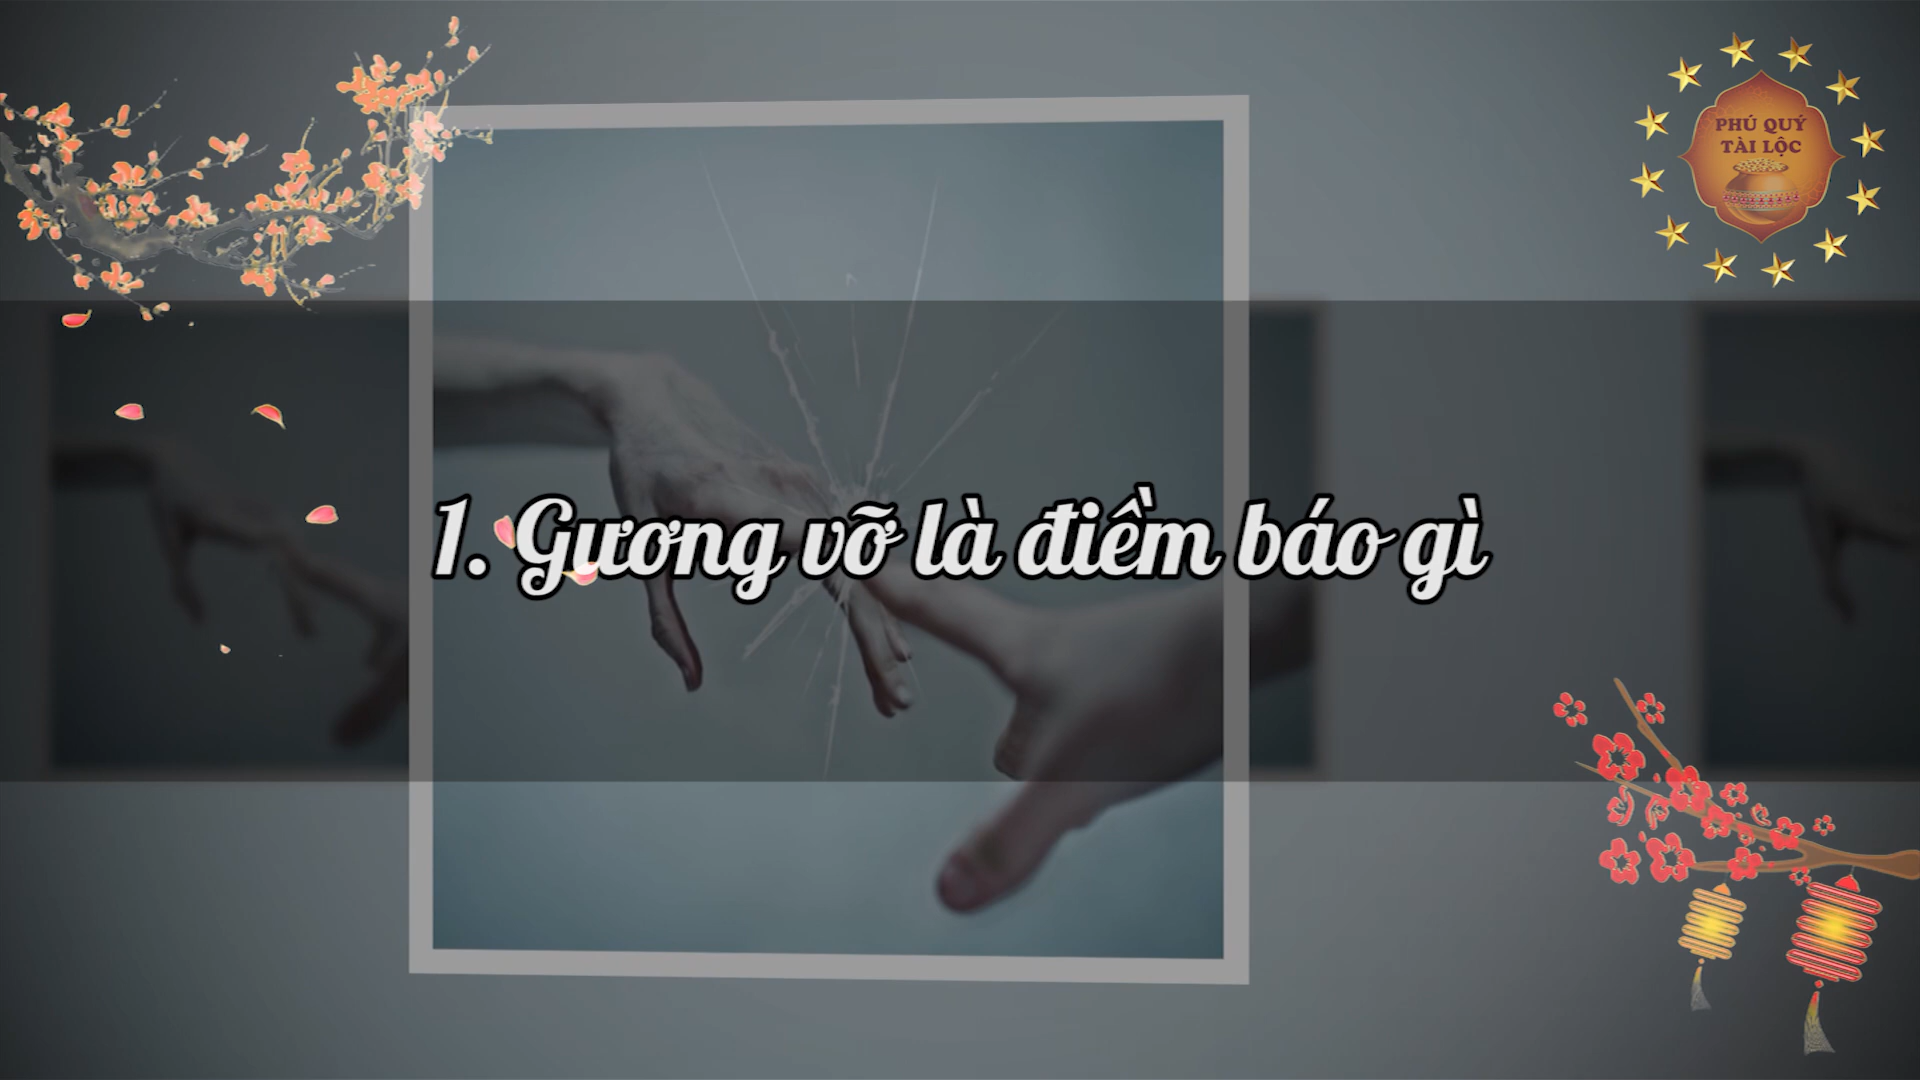 PHÚ QUÝ
TÀI LỘC
1. Gương vỡ là điềm báo gì